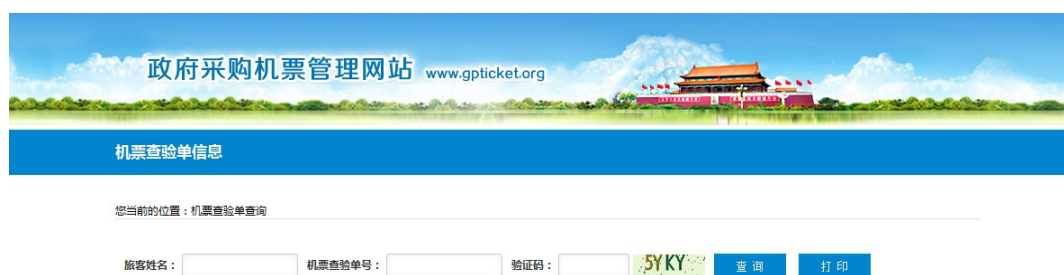 政府采购机票管理网站 www.gpticket.org
机票查验单信息
您当前的位置：机票查验单查询
旅客姓名： 机票查验单号： 验证码： 5YKY 查 询 打 印